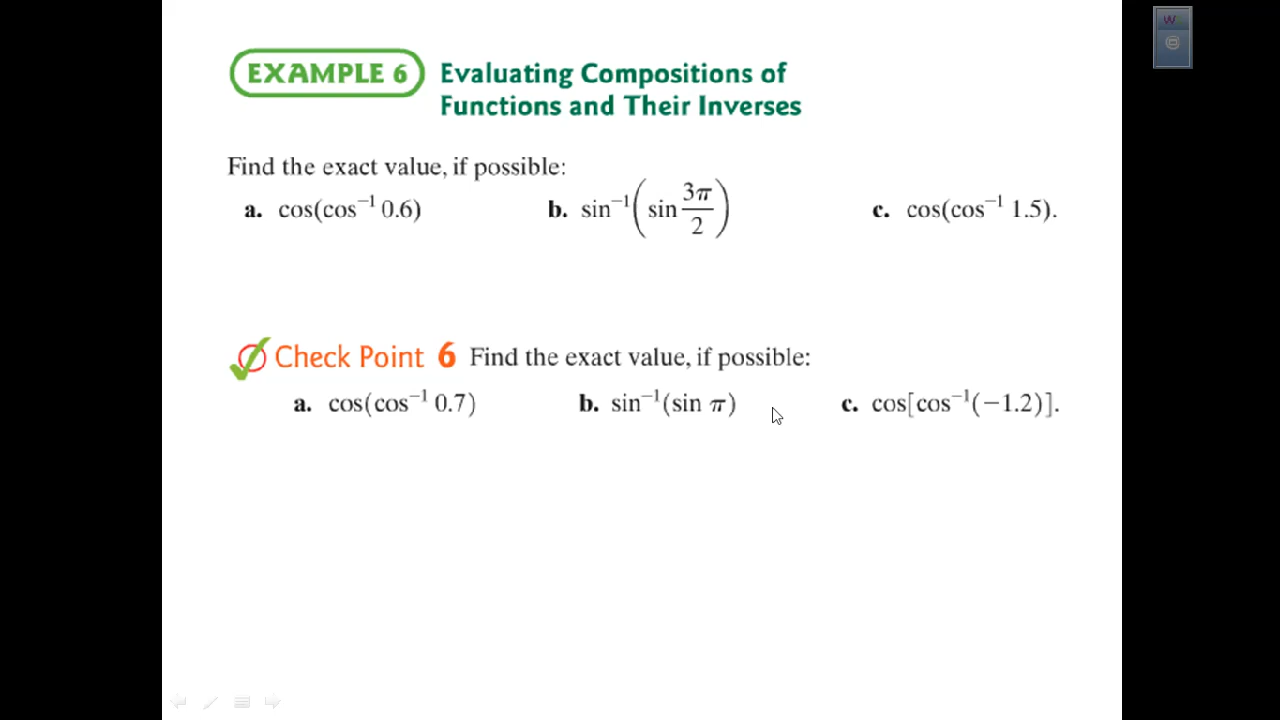 EXAMPLE 6 Evaluating Compositions of
Functions and Their Inverses
Find the exact value, if possible:
a. cos(cos⁻¹ 0.6) b. sin⁻¹(sin 3π/2) c. cos(cos⁻¹ 1.5).
Check Point 6 Find the exact value, if possible:
a. cos(cos⁻¹ 0.7) b. sin⁻¹(sin π) c. cos[cos⁻¹(−1.2)].
W